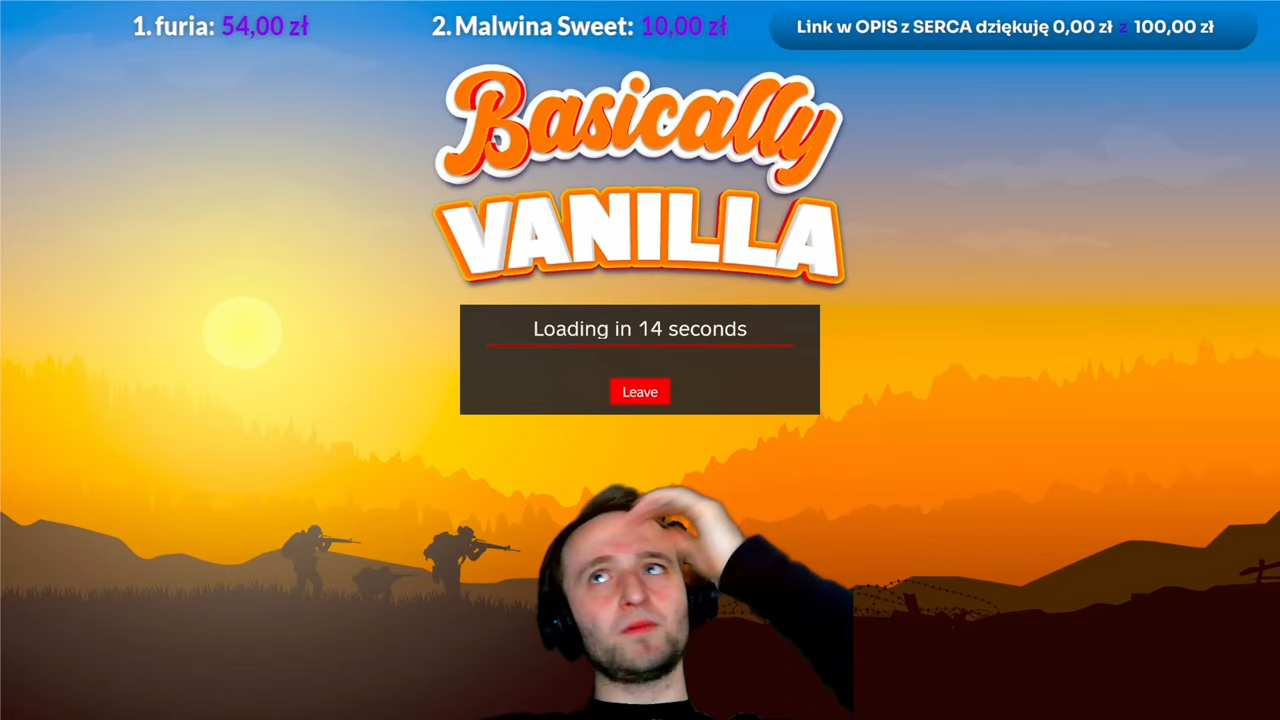 1. furia: 54,00 zł
2. Malwina Sweet: 10,00 zł
Link w OPIS z SERCA dziękuję 0,00 zł z 100,00 zł
Basically
VANILLA
Loading in 14 seconds
Leave